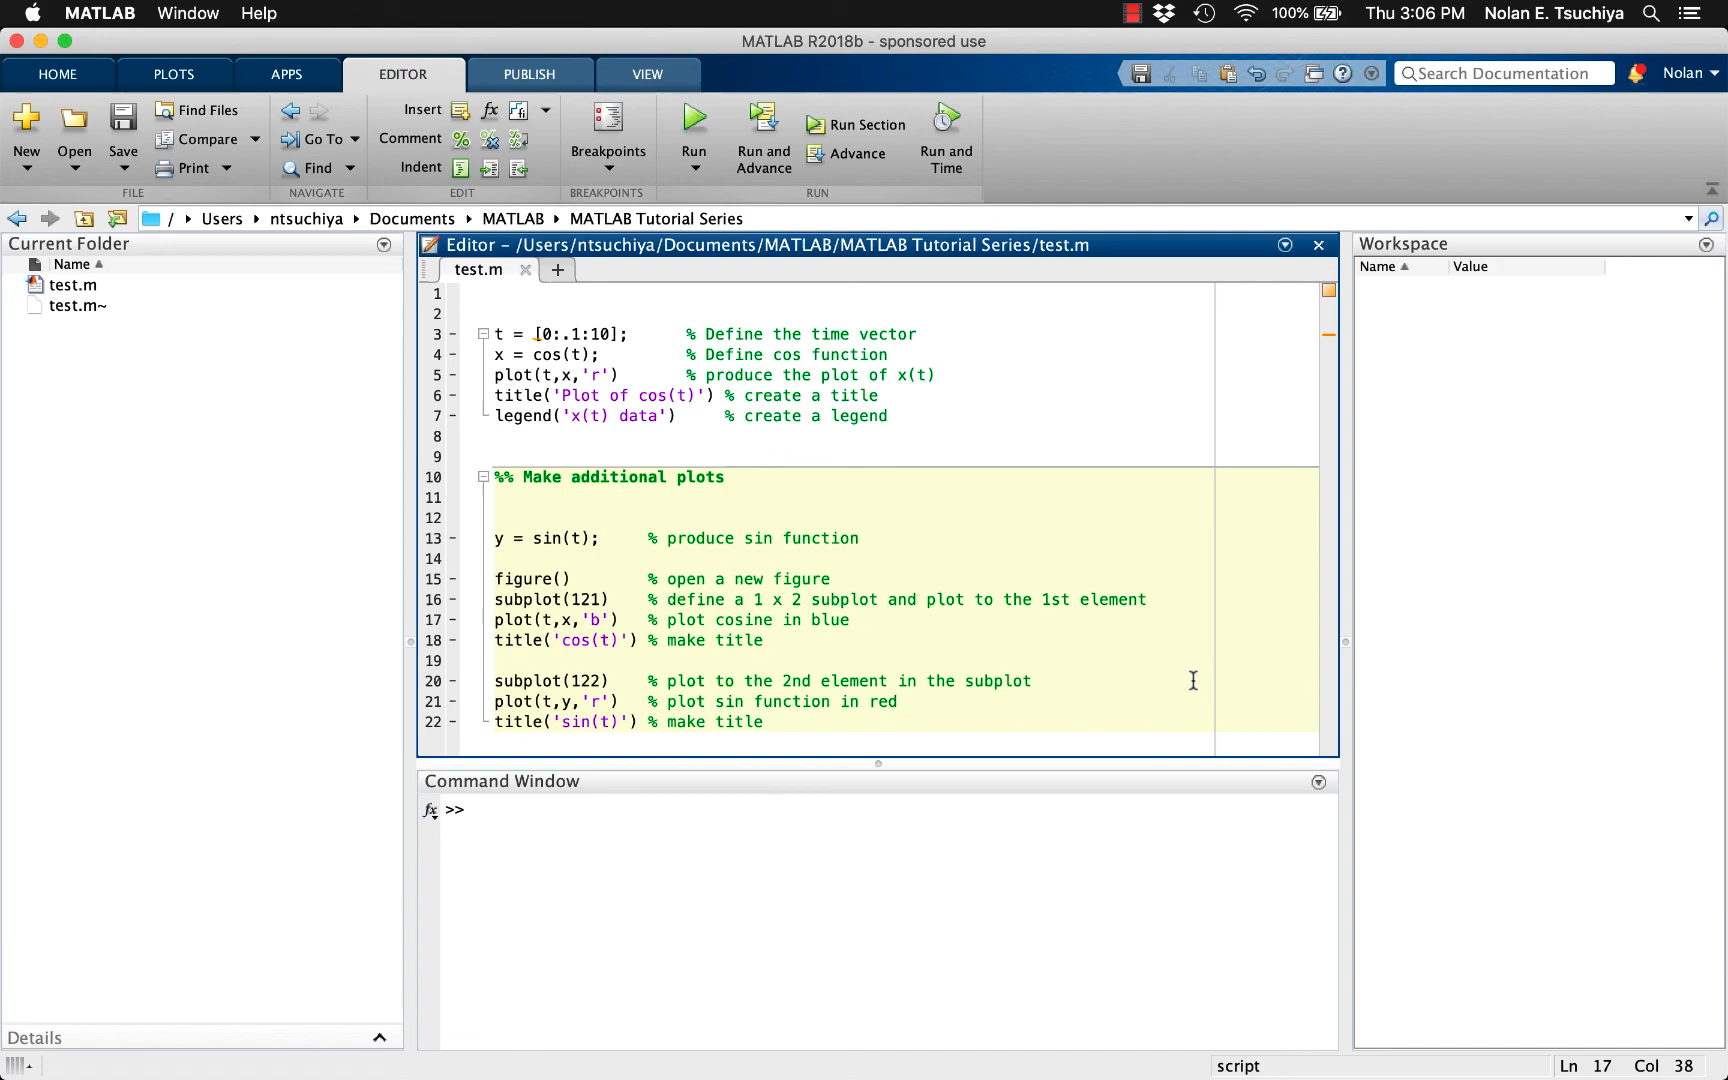 MATLAB Window Help 100% Thu 3:06 PM Nolan E. Tsuchiya
MATLAB R2018b - sponsored use
HOME PLOTS APPS EDITOR PUBLISH VIEW Search Documentation Nolan
New Open Save Find Files Compare Print
Go To Find
Insert fx
Comment
Indent
Breakpoints Run Run and Advance Run Section Advance Run and Time
FILE NAVIGATE EDIT BREAKPOINTS RUN
/ Users ntsuchiya Documents MATLAB MATLAB Tutorial Series
Current Folder
Name
test.m
test.m~
Details
Editor – /Users/ntsuchiya/Documents/MATLAB/MATLAB Tutorial Series/test.m
test.m +
1
2
3 - t = [0:.1:10]; % Define the time vector
4 - x = cos(t); % Define cos function
5 - plot(t,x,'r') % produce the plot of x(t)
6 - title('Plot of cos(t)') % create a title
7 - legend('x(t) data') % create a legend
8
9
10 %% Make additional plots
11
12
13 - y = sin(t); % produce sin function
14
15 - figure() % open a new figure
16 - subplot(121) % define a 1 x 2 subplot and plot to the 1st element
17 - plot(t,x,'b') % plot cosine in blue
18 - title('cos(t)') % make title
19
20 - subplot(122) % plot to the 2nd element in the subplot
21 - plot(t,y,'r') % plot sin function in red
22 - title('sin(t)') % make title
Command Window
fx >>
Workspace
Name Value
script Ln 17 Col 38